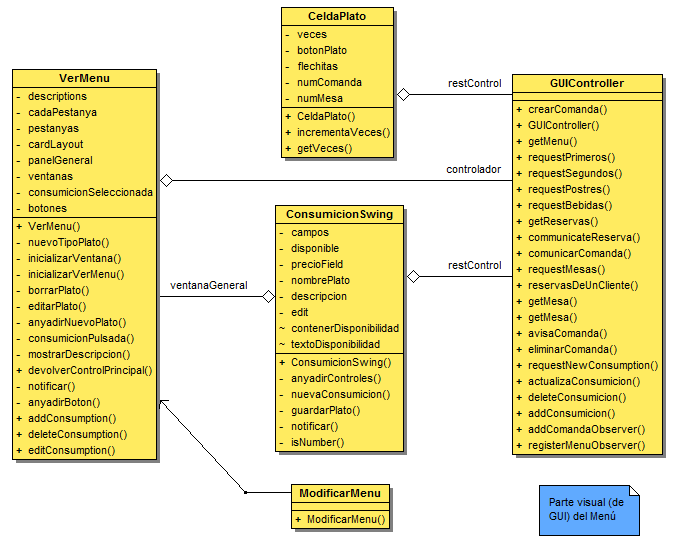 CeldaPlato
- veces
- botonPlato
- flechitas
- numComanda
- numMesa
+ CeldaPlato()
+ incrementaVeces()
+ getVeces()
VerMenu
- descriptions
- cadaPestanya
- pestanyas
- cardLayout
- panelGeneral
- ventanas
- consumicionSeleccionada
- botones
+ VerMenu()
- nuevoTipoPlato()
- inicializarVentana()
- inicializarVerMenu()
- borrarPlato()
- editarPlato()
- anyadirNuevoPlato()
- consumicionPulsada()
- mostrarDescripcion()
+ devolverControlPrincipal()
- notificar()
- anyadirBoton()
+ addConsumption()
+ deleteConsumption()
+ editConsumption()
restControl
controlador
ventanaGeneral
restControl
ConsumicionSwing
- campos
- disponible
- precioField
- nombrePlato
- descripcion
- edit
~ contenerDisponibilidad
~ textoDisponibilidad
+ ConsumicionSwing()
- anyadirControles()
- nuevaConsumicion()
- guardarPlato()
- notificar()
- isNumber()
GUIController
+ crearComanda()
+ GUIController()
+ getMenu()
+ requestPrimeros()
+ requestSegundos()
+ requestPostres()
+ requestBebidas()
+ getReservas()
+ communicateReserva()
+ comunicarComanda()
+ requestMesas()
+ reservasDeUnCliente()
+ getMesa()
+ getMesa()
+ avisaComanda()
+ eliminarComanda()
+ requestNewConsumption()
+ actualizaConsumicion()
+ deleteConsumicion()
+ addConsumicion()
+ addComandaObserver()
+ registerMenuObserver()
ModificarMenu
+ ModificarMenu()
Parte visual (de
GUI) del Menú